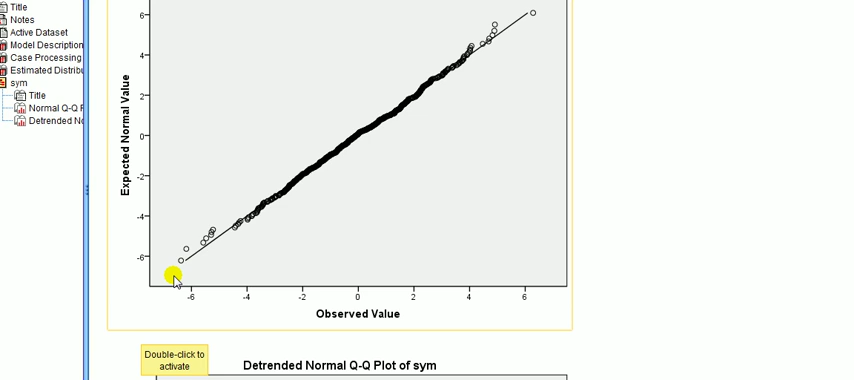 Title
Notes
Active Dataset
Model Description
Case Processing
Estimated Distribu
sym
Title
Normal Q-Q P
Detrended No
6
4
2
0
-2
-4
-6
Expected Normal Value
-6 -4 -2 0 2 4 6
Observed Value
Double-click to
activate
Detrended Normal Q-Q Plot of sym